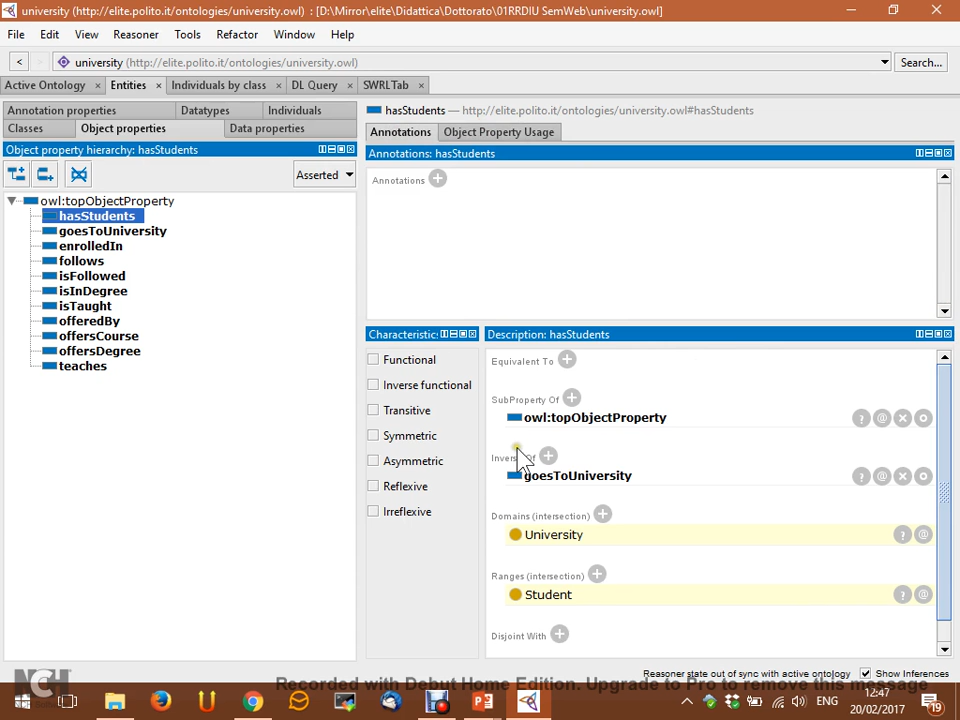 university (http://elite.polito.it/ontologies/university.owl) : [D:\Mirror\elite\Didattica\Dottorato\01RRDIU SemWeb\university.owl]
File Edit View Reasoner Tools Refactor Window Help
< university (http://elite.polito.it/ontologies/university.owl) Search...
Active Ontology × Entities × Individuals by class × DL Query × SWRLTab ×
Annotation properties Datatypes Individuals
Classes Object properties Data properties
Object property hierarchy: hasStudents
Asserted
owl:topObjectProperty
hasStudents
goesToUniversity
enrolledIn
follows
isFollowed
isInDegree
isTaught
offeredBy
offersCourse
offersDegree
teaches
hasStudents — http://elite.polito.it/ontologies/university.owl#hasStudents
Annotations Object Property Usage
Annotations: hasStudents
Annotations
Characteristic:
Functional
Inverse functional
Transitive
Symmetric
Asymmetric
Reflexive
Irreflexive
Description: hasStudents
Equivalent To
SubProperty Of
owl:topObjectProperty
Inverse Of
goesToUniversity
Domains (intersection)
University
Ranges (intersection)
Student
Disjoint With
Reasoner state out of sync with active ontology Show Inferences
NCH
Recorded with Debut Home Edition. Upgrade to Pro to remove this message
ENG
12:47
20/02/2017
19